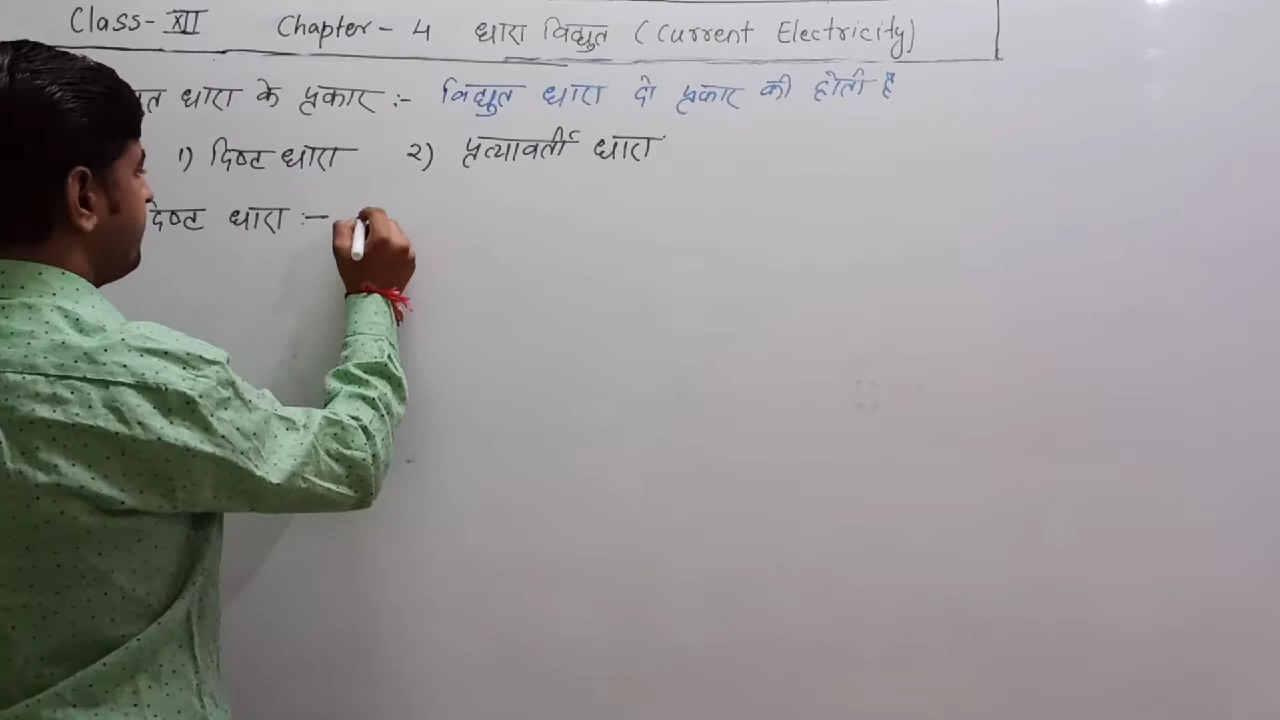 Class-XII Chapter-4 धारा विद्युत (Current Electricity)
धारा के प्रकार :- विद्युत धारा दो प्रकार की होती है
1) दिष्ट धारा 2) प्रत्यावर्ती धारा
दिष्ट धारा :-